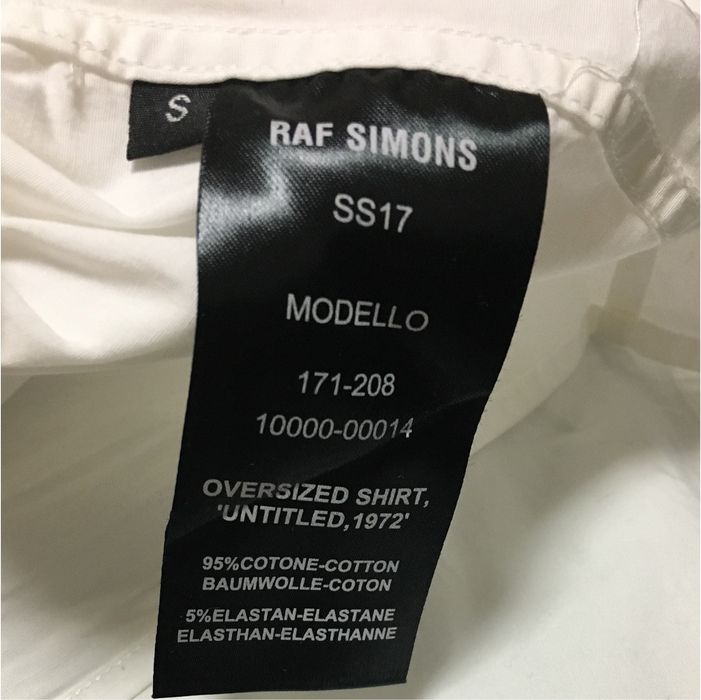 S
RAF SIMONS
SS17
MODELLO
171-208
10000-00014
OVERSIZED SHIRT,
'UNTITLED,1972'
95%COTONE-COTTON
BAUMWOLLE-COTON
5%ELASTAN-ELASTANE
ELASTHAN-ELASTHANNE